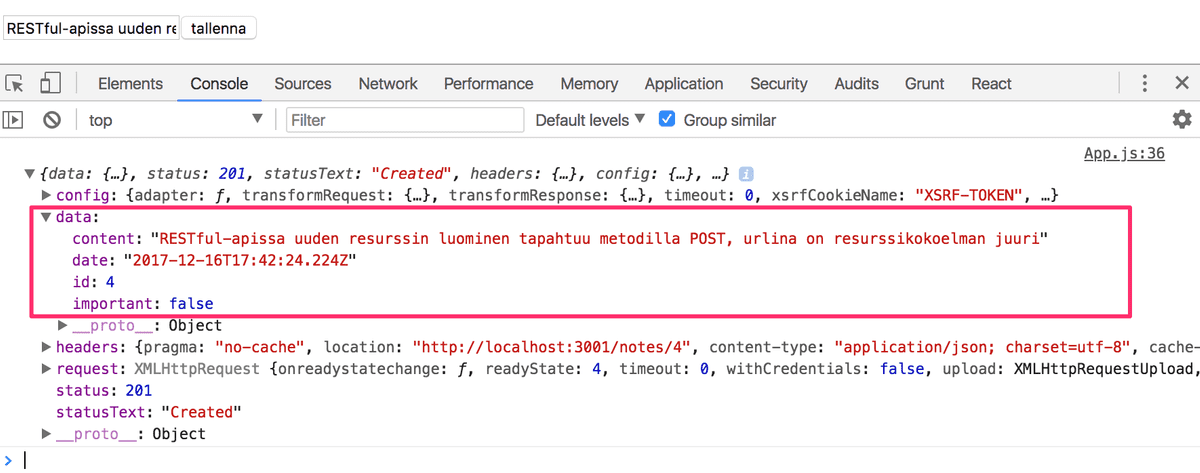 RESTful-apissa uuden re tallenna
Elements Console Sources Network Performance Memory Application Security Audits Grunt React
top Filter Default levels Group similar
App.js:36
{data: {…}, status: 201, statusText: "Created", headers: {…}, config: {…}, …}
config: {adapter: ƒ, transformRequest: {…}, transformResponse: {…}, timeout: 0, xsrfCookieName: "XSRF-TOKEN", …}
data:
content: "RESTful-apissa uuden resurssin luominen tapahtuu metodilla POST, urlina on resurssikokoelman juuri"
date: "2017-12-16T17:42:24.224Z"
id: 4
important: false
__proto__: Object
headers: {pragma: "no-cache", location: "http://localhost:3001/notes/4", content-type: "application/json; charset=utf-8", cache-
request: XMLHttpRequest {onreadystatechange: ƒ, readyState: 4, timeout: 0, withCredentials: false, upload: XMLHttpRequestUpload,
status: 201
statusText: "Created"
__proto__: Object